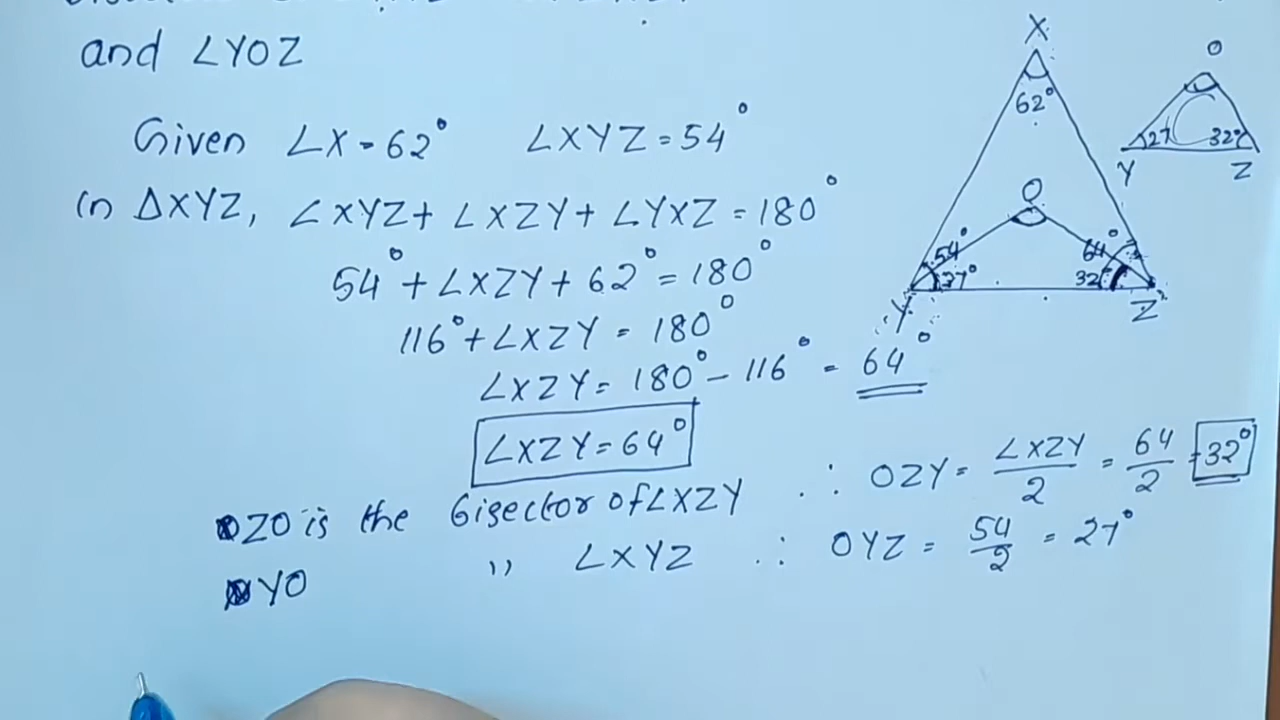 and ∠YOZ
Given ∠X = 62° ∠XYZ = 54°
In ΔXYZ, ∠XYZ + ∠XZY + ∠YXZ = 180°
54° + ∠XZY + 62° = 180°
116° + ∠XZY = 180°
∠XZY = 180° - 116° = 64°
∠XZY = 64°
ZO is the bisector of ∠XZY ∴ OZY = ∠XZY/2 = 64/2 = 32°
YO " ∠XYZ ∴ OYZ = 54/2 = 27°
X
62°
O
54° 64°
27° 32°
Y Z
O
27 32°
Y Z